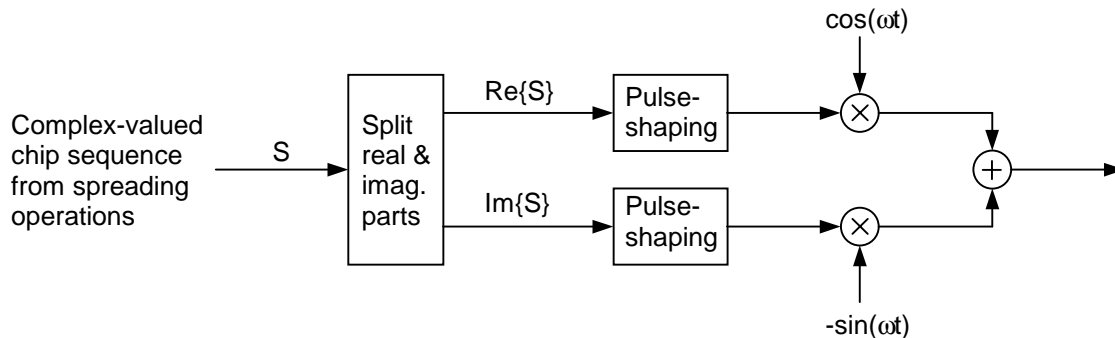 cos(ωt)
Complex-valued
chip sequence
from spreading
operations
S
Split
real &
imag.
parts
Re{S}
Pulse-
shaping
Im{S}
Pulse-
shaping
-sin(ωt)